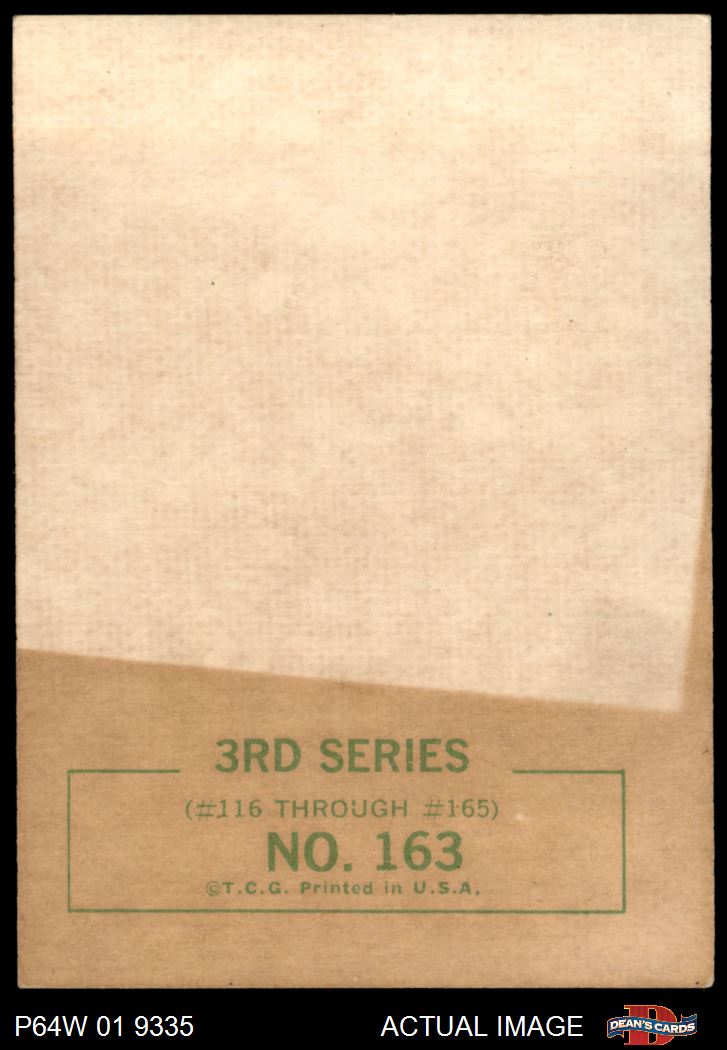 3RD SERIES
(#116 THROUGH #165)
NO. 163
©T.C.G. Printed in U.S.A.
P64W 01 9335 ACTUAL IMAGE DEAN'S CARDS